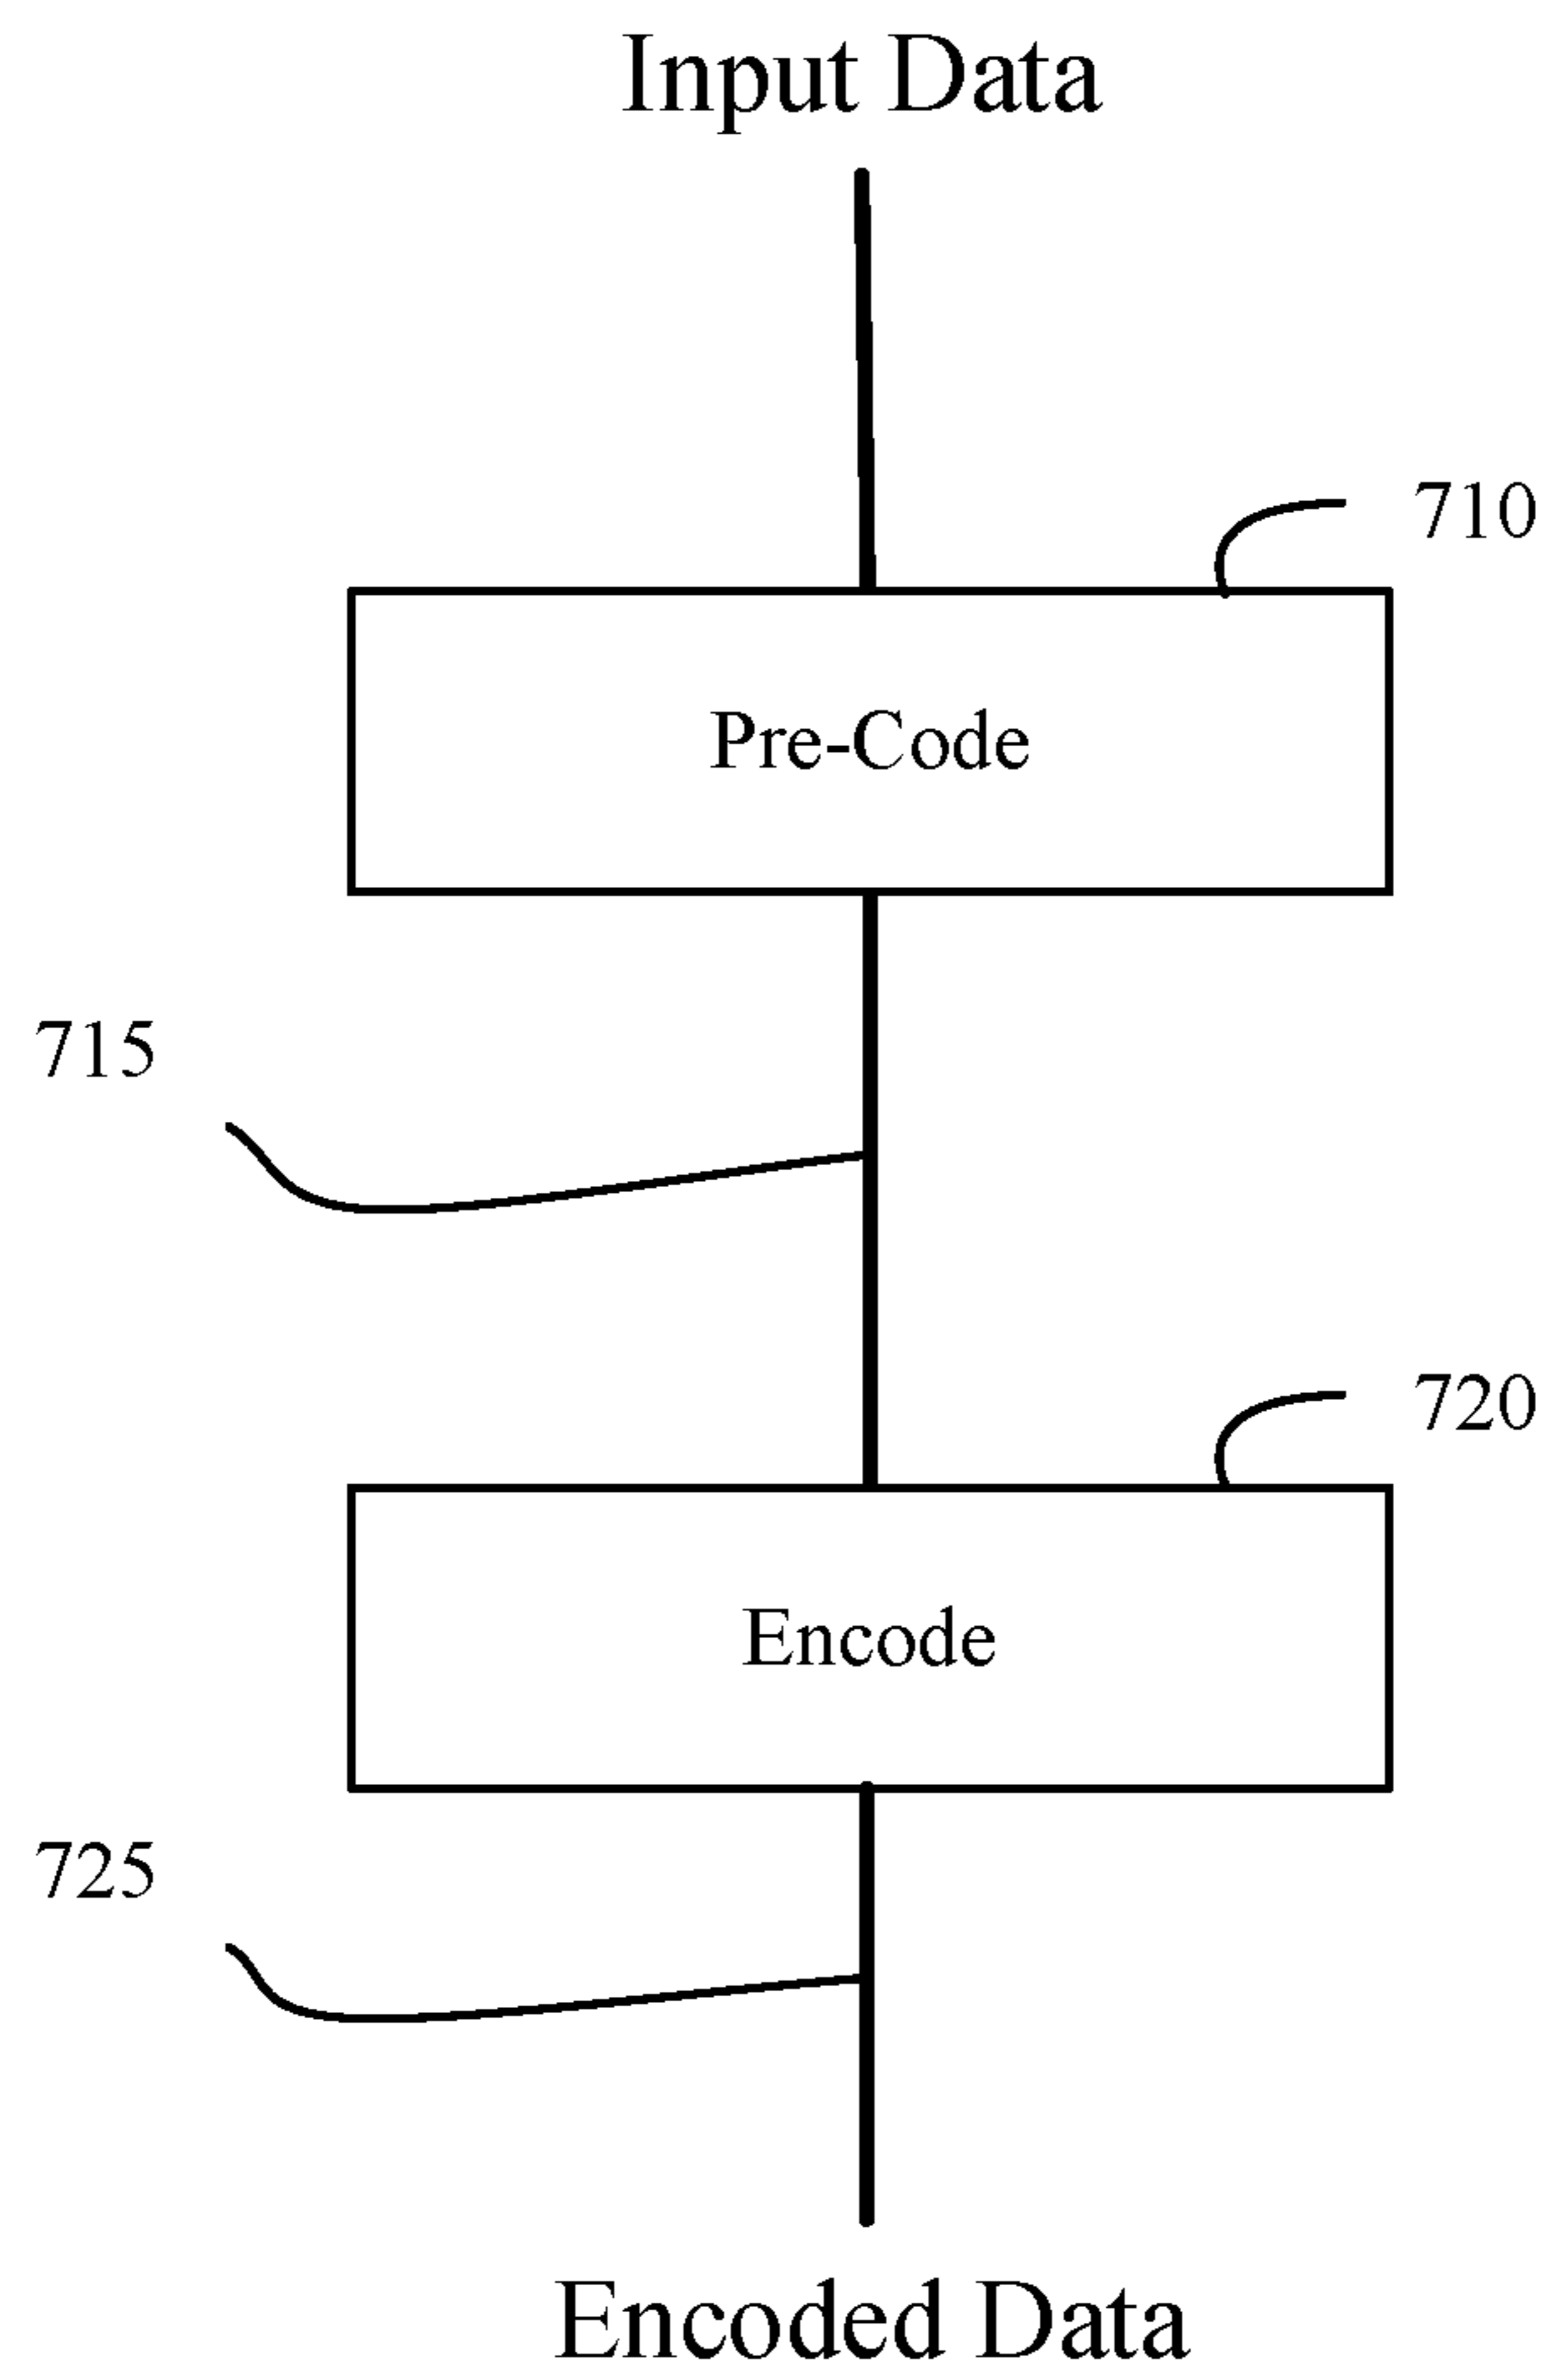 Input Data
710
Pre-Code
715
720
Encode
725
Encoded Data